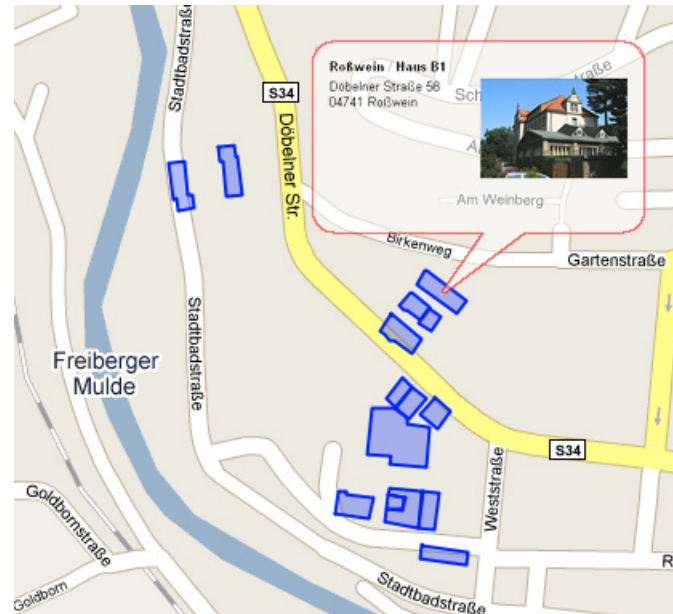 Stadtbadstraße
S34
Döbelner Str.
Roßwein / Haus B1
Döbelner Straße 58
04741 Roßwein
Am Weinberg
Birkenweg
Gartenstraße
Stadtbadstraße
Freiberger
Mulde
S34
Weststraße
Goldbornstraße
Goldborn
Stadtbadstraße